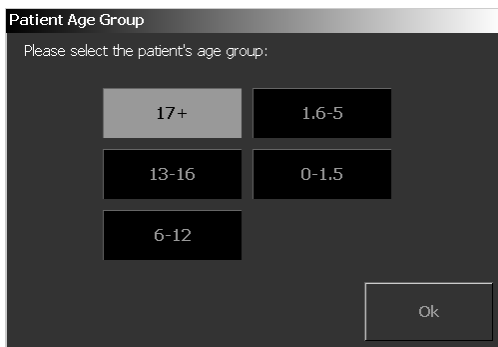 Patient Age Group
Please select the patient's age group:
17+ 1.6-5
13-16 0-1.5
6-12
Ok